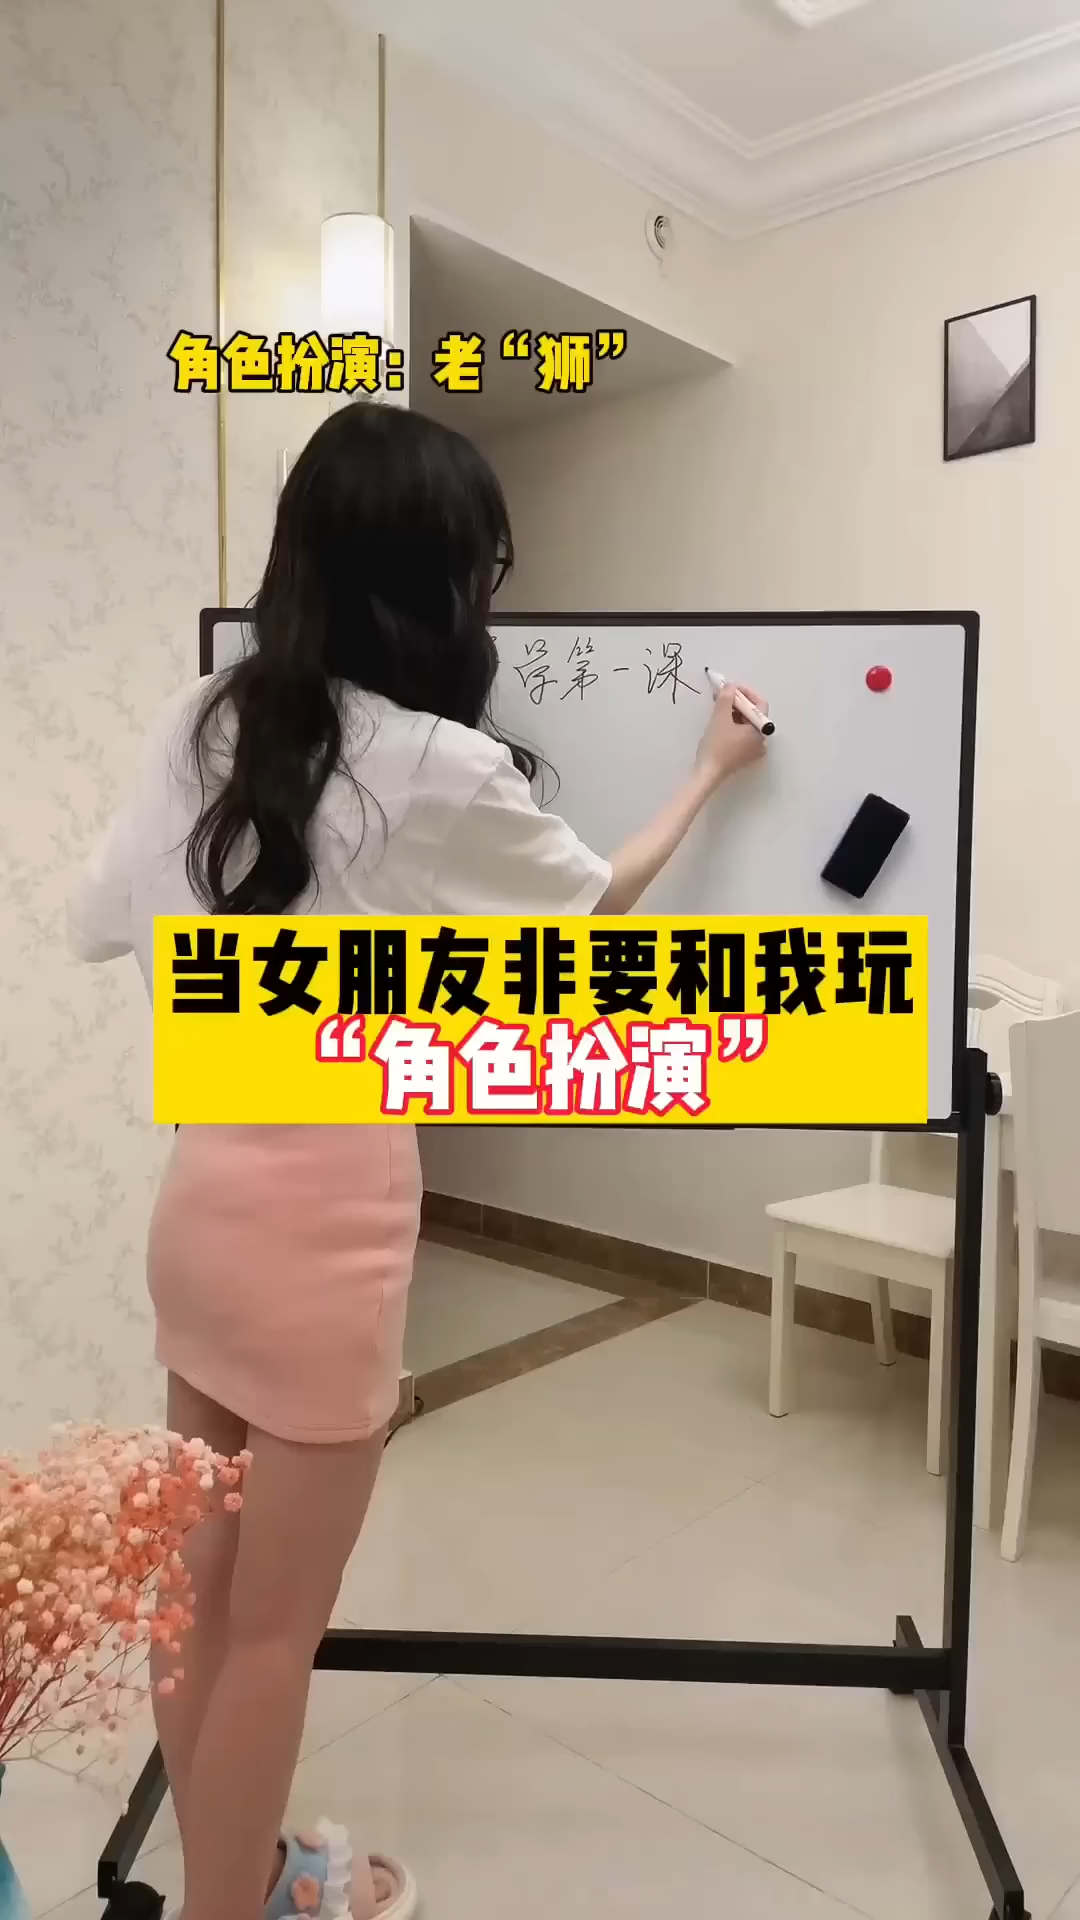 角色扮演：老“狮”
学第一课
当女朋友非要和我玩
“角色扮演”